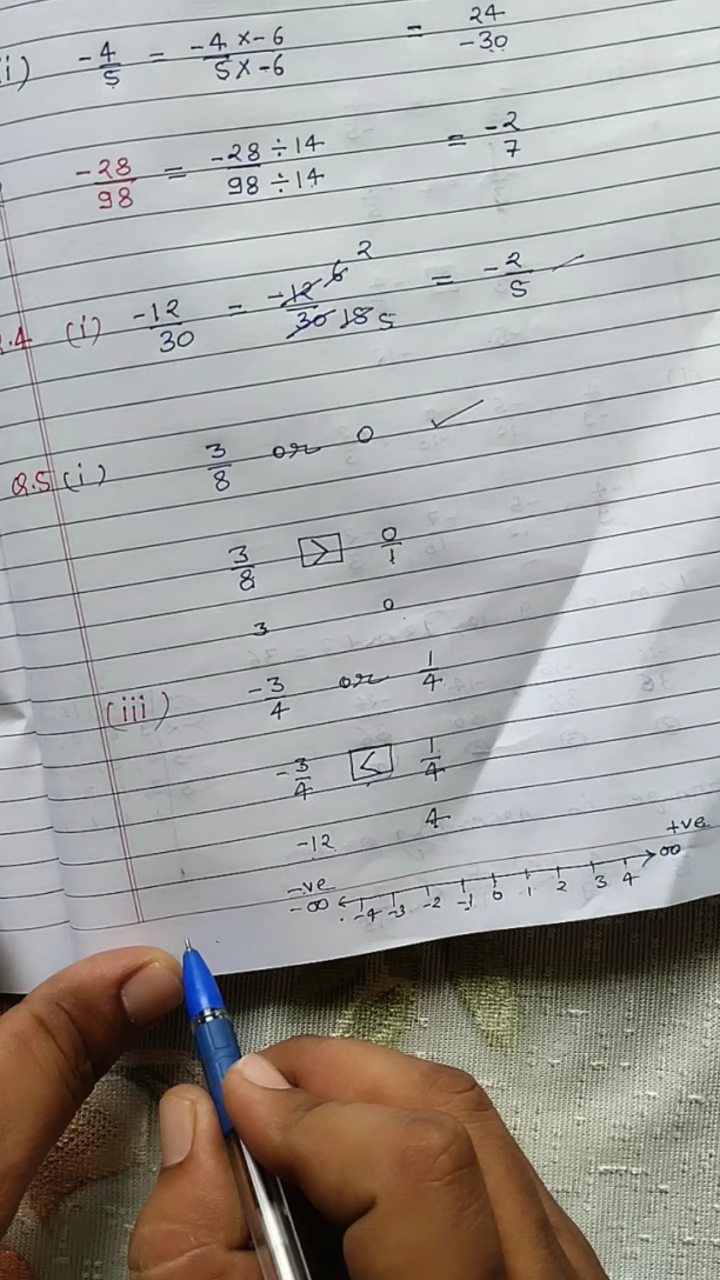 i) -4/5 = -4 × -6 / 5 × -6 = 24/-30
-28/98 = -28 ÷ 14 / 98 ÷ 14 = -2/7
.4 (i) -12/30 = -12 6 2 / 30 15 5 = -2/5
Q.5 (i) 3/8 or 0 ✓
3/8 > 0/1
3 0
(iii) -3/4 or 1/4
-3/4 < 1/4
-12 4
-ve +ve
-∞ -4 -3 -2 -1 0 1 2 3 4 ∞